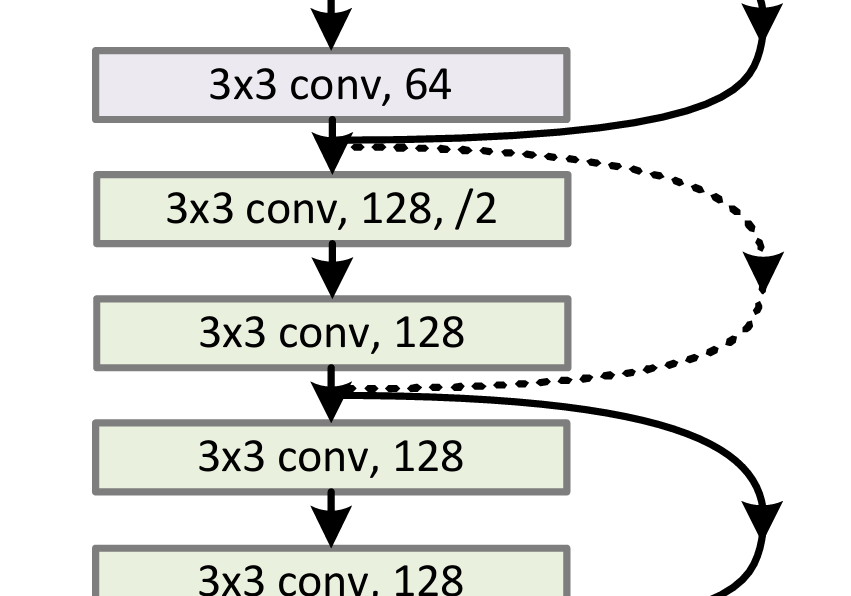 3x3 conv, 64
3x3 conv, 128, /2
3x3 conv, 128
3x3 conv, 128
3x3 conv, 128